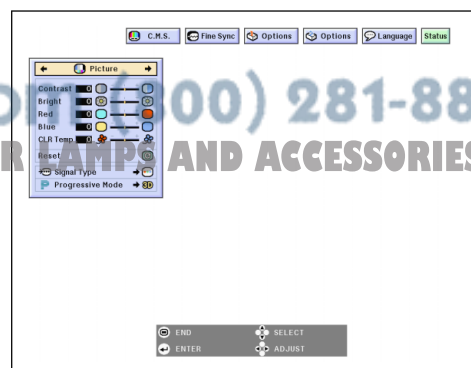 C.M.S. Fine Sync Options Options Language Status
Picture
Contrast 0
Bright 0
Red 0
Blue 0
CLR Temp 0
Reset
Signal Type
P Progressive Mode 3D
(800) 281-88
R LAMPS AND ACCESSORIES
END SELECT
ENTER ADJUST